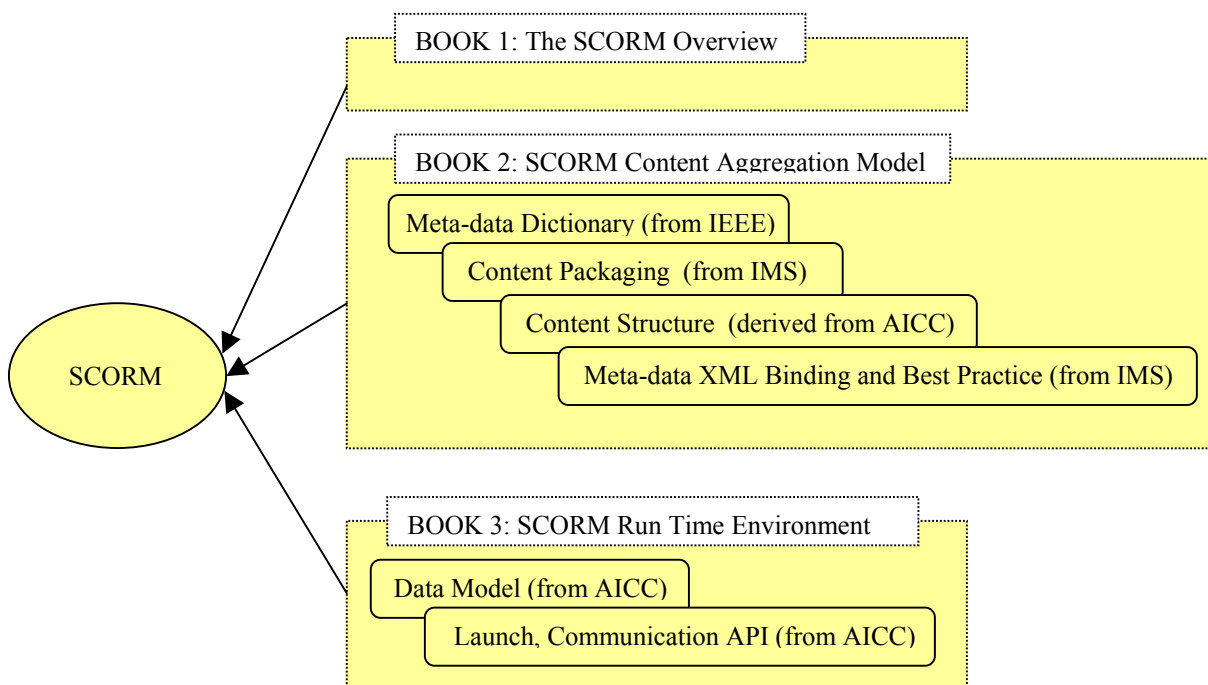 BOOK 1: The SCORM Overview
BOOK 2: SCORM Content Aggregation Model
Meta-data Dictionary (from IEEE)
Content Packaging (from IMS)
Content Structure (derived from AICC)
Meta-data XML Binding and Best Practice (from IMS)
SCORM
BOOK 3: SCORM Run Time Environment
Data Model (from AICC)
Launch, Communication API (from AICC)